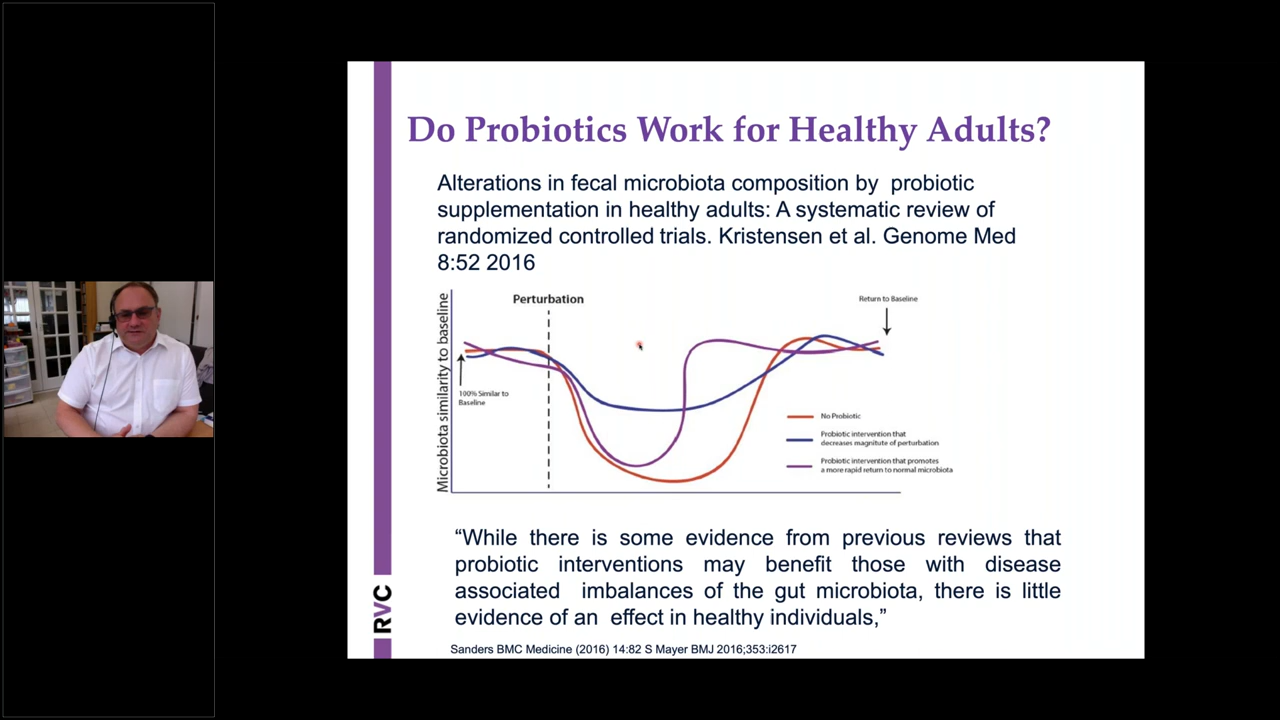 Do Probiotics Work for Healthy Adults?
Alterations in fecal microbiota composition by probiotic
supplementation in healthy adults: A systematic review of
randomized controlled trials. Kristensen et al. Genome Med
8:52 2016
Microbiota similarity to baseline
Perturbation
Return to Baseline
100% Similar to
Baseline
No Probiotic
Probiotic intervention that
decreases magnitude of perturbation
Probiotic intervention that promotes
a more rapid return to normal microbiota
“While there is some evidence from previous reviews that
probiotic interventions may benefit those with disease
associated imbalances of the gut microbiota, there is little
evidence of an effect in healthy individuals,”
RVC
Sanders BMC Medicine (2016) 14:82 S Mayer BMJ 2016;353:i2617